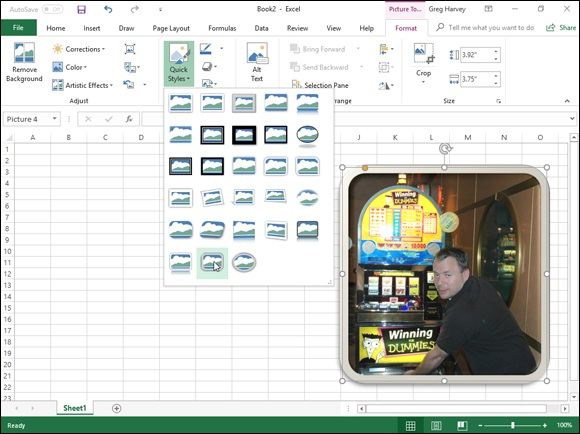 AutoSave Off
Book2 - Excel
Picture To...
Greg Harvey
File
Home
Insert
Draw
Page Layout
Formulas
Data
Review
View
Format
Tell me what you want to do
Share
Remove
Background
Corrections
Color
Artistic Effects
Adjust
Quick
Styles
Alt
Text
Bring Forward
Send Backward
Selection Pane
Crop
3.92"
3.75"
Size
Picture 4
A B C D J K L M N O
1
2
3
4
5
6
7
8
9
10
11
12
13
14
15
16
17
18
19
20
21
22
23
Winning
DUMMIES
Winning
FOR
DUMMIES
Sheet1
Ready
100%